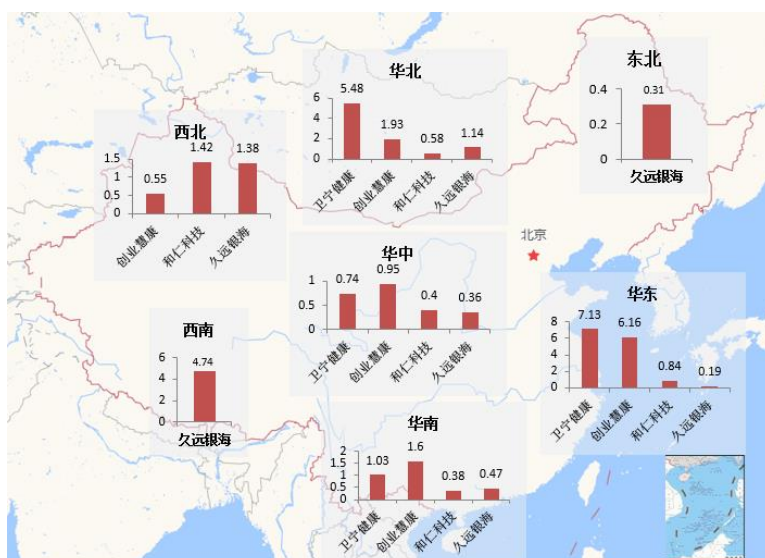 华北
6
4
2
0
5.48
1.93
0.58
1.14
卫宁健康
创业慧康
和仁科技
久远银海
东北
0.4
0.2
0
0.31
久远银海
西北
1.5
1
0.5
0
0.55
1.42
1.38
创业慧康
和仁科技
久远银海
北京
华中
1
0.5
0
0.74
0.95
0.4
0.36
卫宁健康
创业慧康
和仁科技
久远银海
华东
8
6
4
2
0
7.13
6.16
0.84
0.19
卫宁健康
创业慧康
和仁科技
久远银海
西南
6
4
2
0
4.74
久远银海
华南
2
1.5
1
0.5
0
1.03
1.6
0.38
0.47
卫宁健康
创业慧康
和仁科技
久远银海